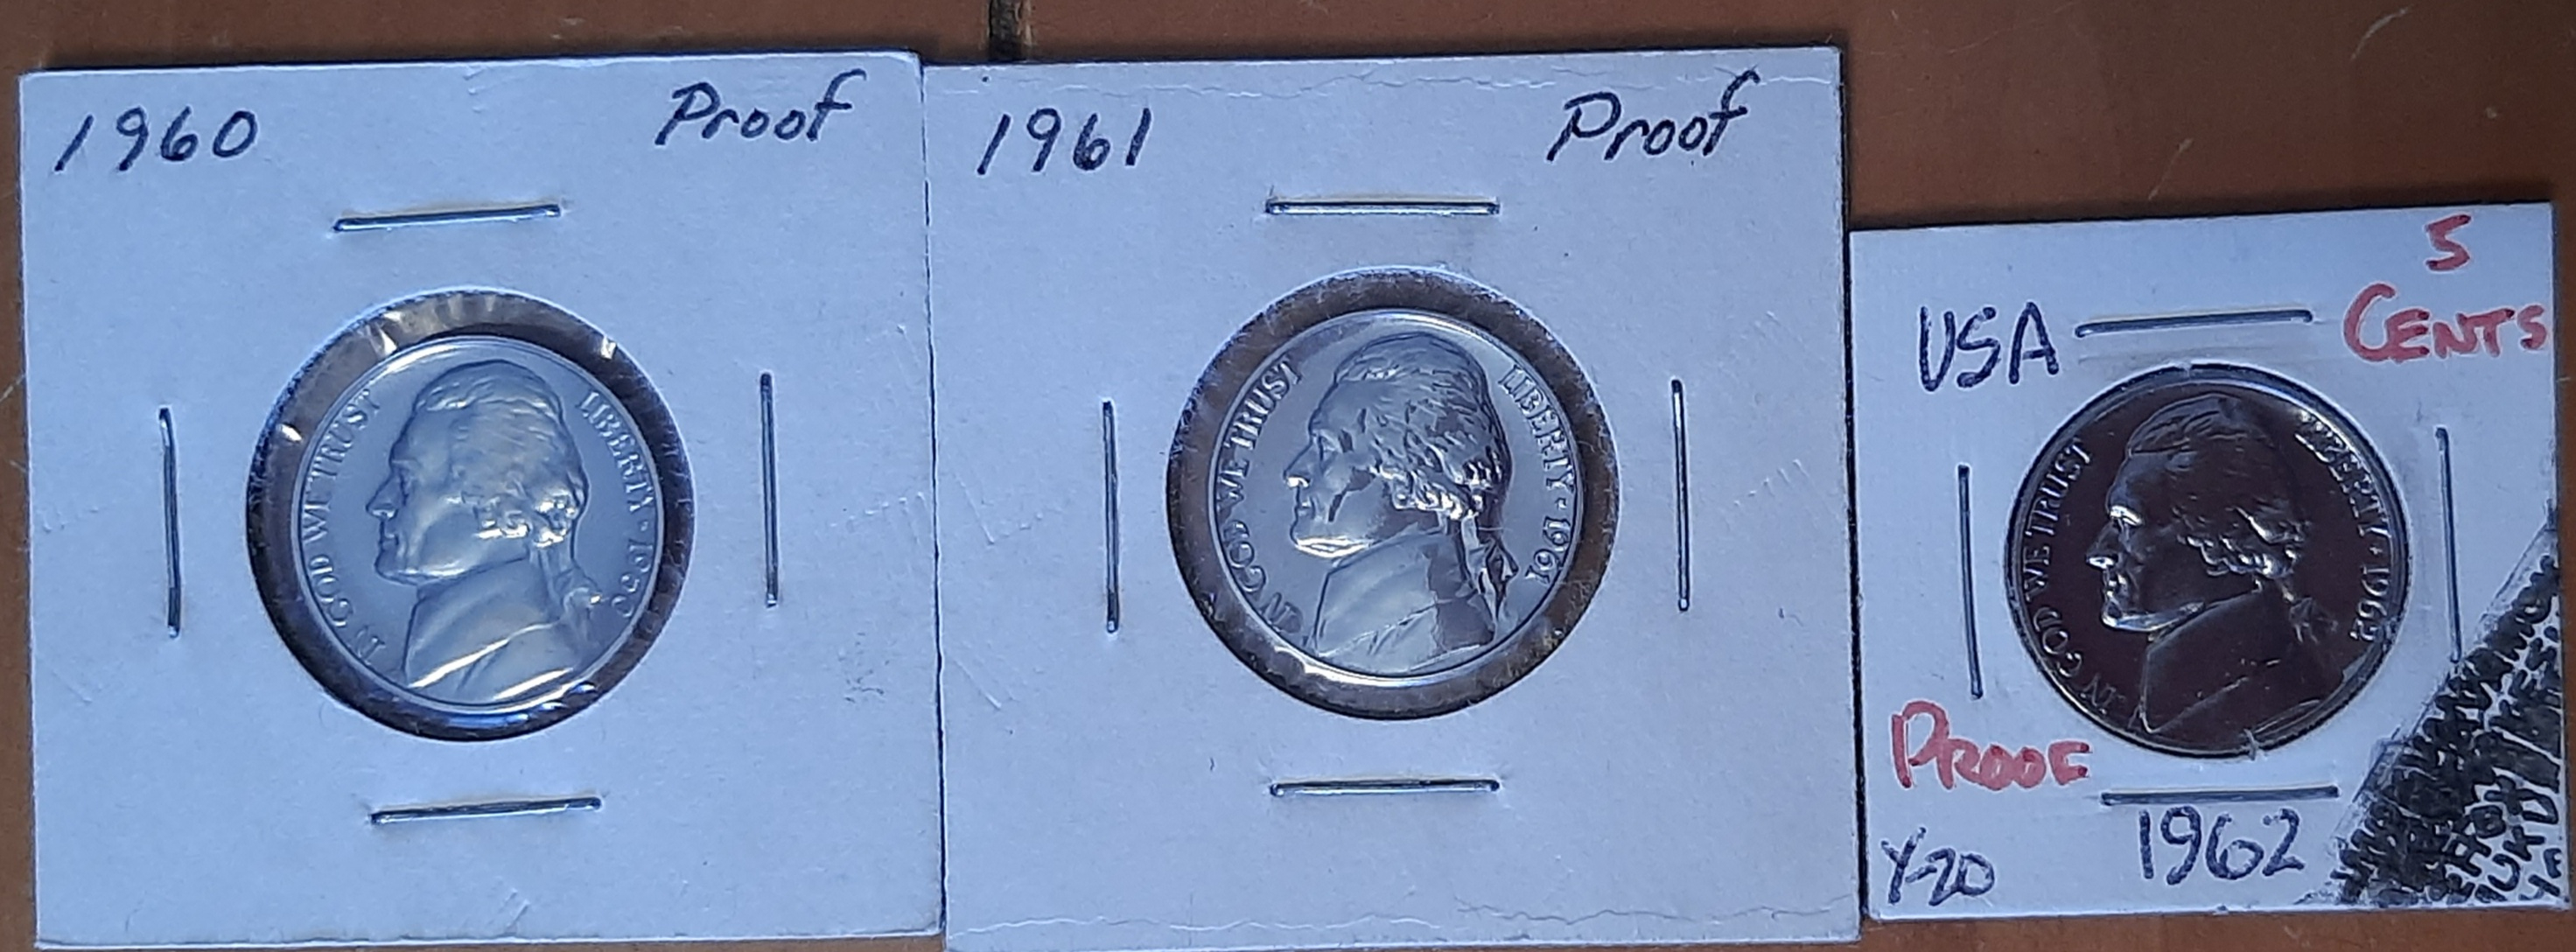 1960 Proof
IN GOD WE TRUST LIBERTY · 1960
1961 Proof
IN GOD WE TRUST LIBERTY · 1961
5
USA CENTS
IN GOD WE TRUST LIBERTY · 1962
PROOF
1962
Y-20